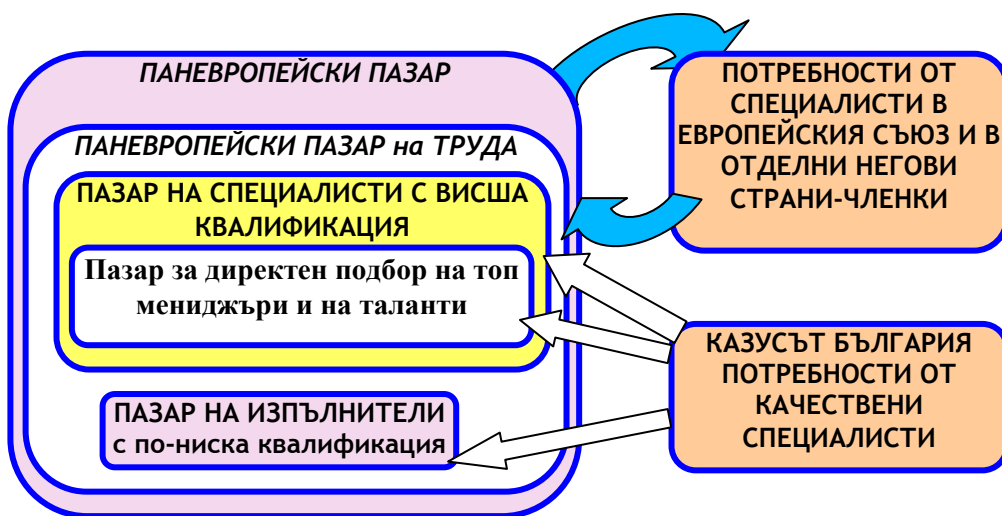 ПАНЕВРОПЕЙСКИ ПАЗАР
ПАНЕВРОПЕЙСКИ ПАЗАР на ТРУДА
ПАЗАР НА СПЕЦИАЛИСТИ С ВИСША
КВАЛИФИКАЦИЯ
Пазар за директен подбор на топ
мениджъри и на таланти
ПАЗАР НА ИЗПЪЛНИТЕЛИ
с по-ниска квалификация
ПОТРЕБНОСТИ ОТ
СПЕЦИАЛИСТИ В
ЕВРОПЕЙСКИЯ СЪЮЗ И В
ОТДЕЛНИ НЕГОВИ
СТРАНИ-ЧЛЕНКИ
КАЗУСЪТ БЪЛГАРИЯ
ПОТРЕБНОСТИ ОТ
КАЧЕСТВЕНИ
СПЕЦИАЛИСТИ